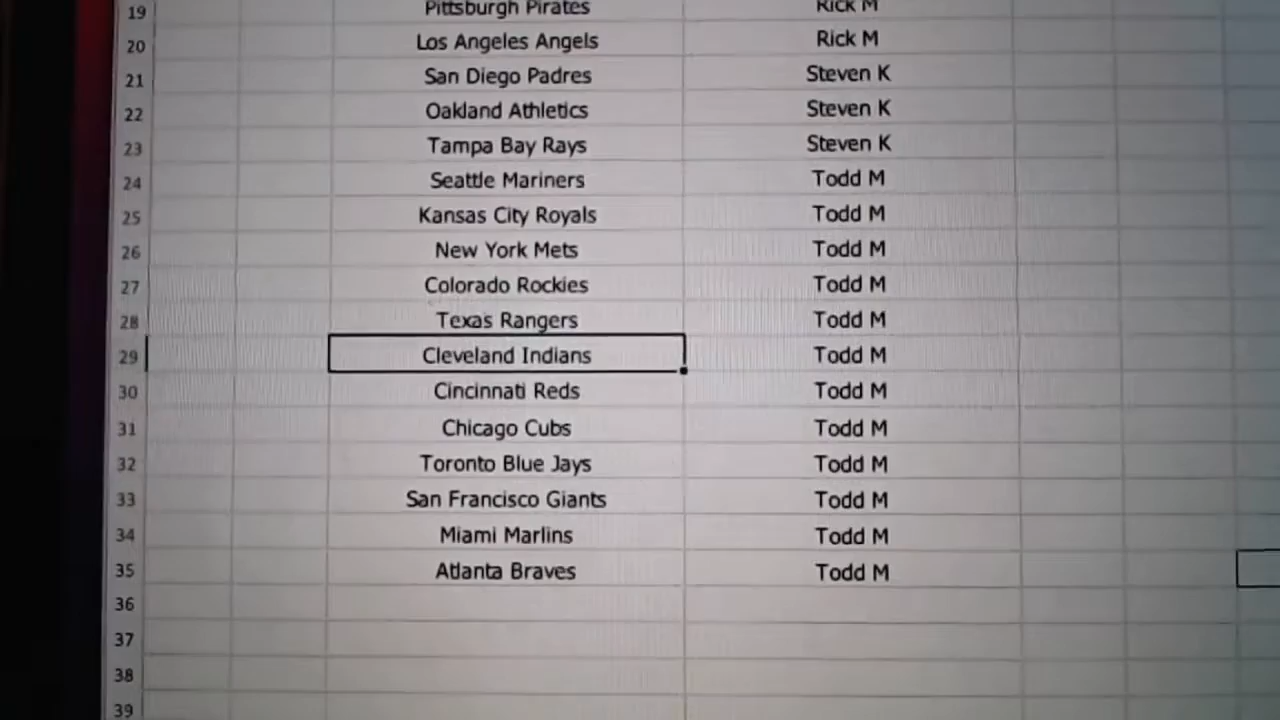 19 Pittsburgh Pirates Rick M
20 Los Angeles Angels Rick M
21 San Diego Padres Steven K
22 Oakland Athletics Steven K
23 Tampa Bay Rays Steven K
24 Seattle Mariners Todd M
25 Kansas City Royals Todd M
26 New York Mets Todd M
27 Colorado Rockies Todd M
28 Texas Rangers Todd M
29 Cleveland Indians Todd M
30 Cincinnati Reds Todd M
31 Chicago Cubs Todd M
32 Toronto Blue Jays Todd M
33 San Francisco Giants Todd M
34 Miami Marlins Todd M
35 Atlanta Braves Todd M
36
37
38
39